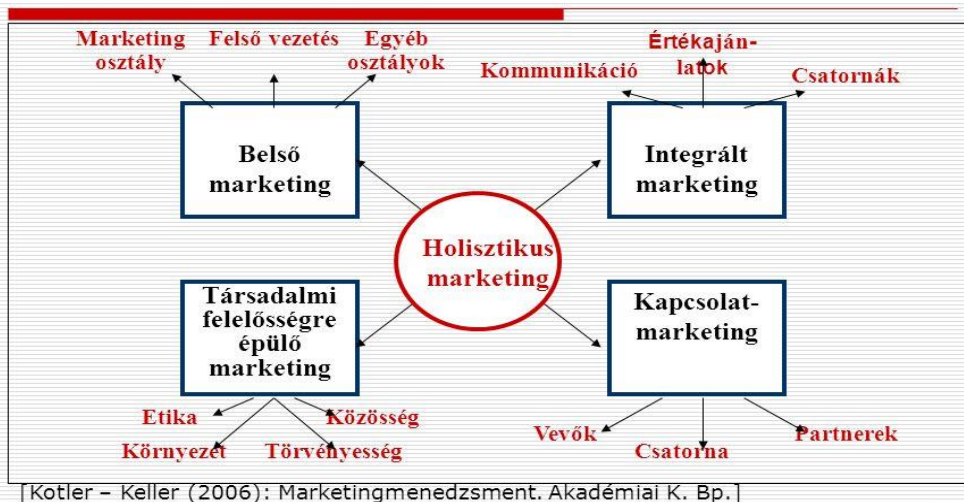 Marketing
osztály
Felső vezetés
Egyéb
osztályok
Értékaján-
latok
Kommunikáció
Csatornák
Belső
marketing
Integrált
marketing
Holisztikus
marketing
Társadalmi
felelősségre
épülő
marketing
Kapcsolat-
marketing
Etika
Közösség
Környezet
Törvényesség
Vevők
Csatorna
Partnerek
[Kotler – Keller (2006): Marketingmenedzsment. Akadémiai K. Bp.]